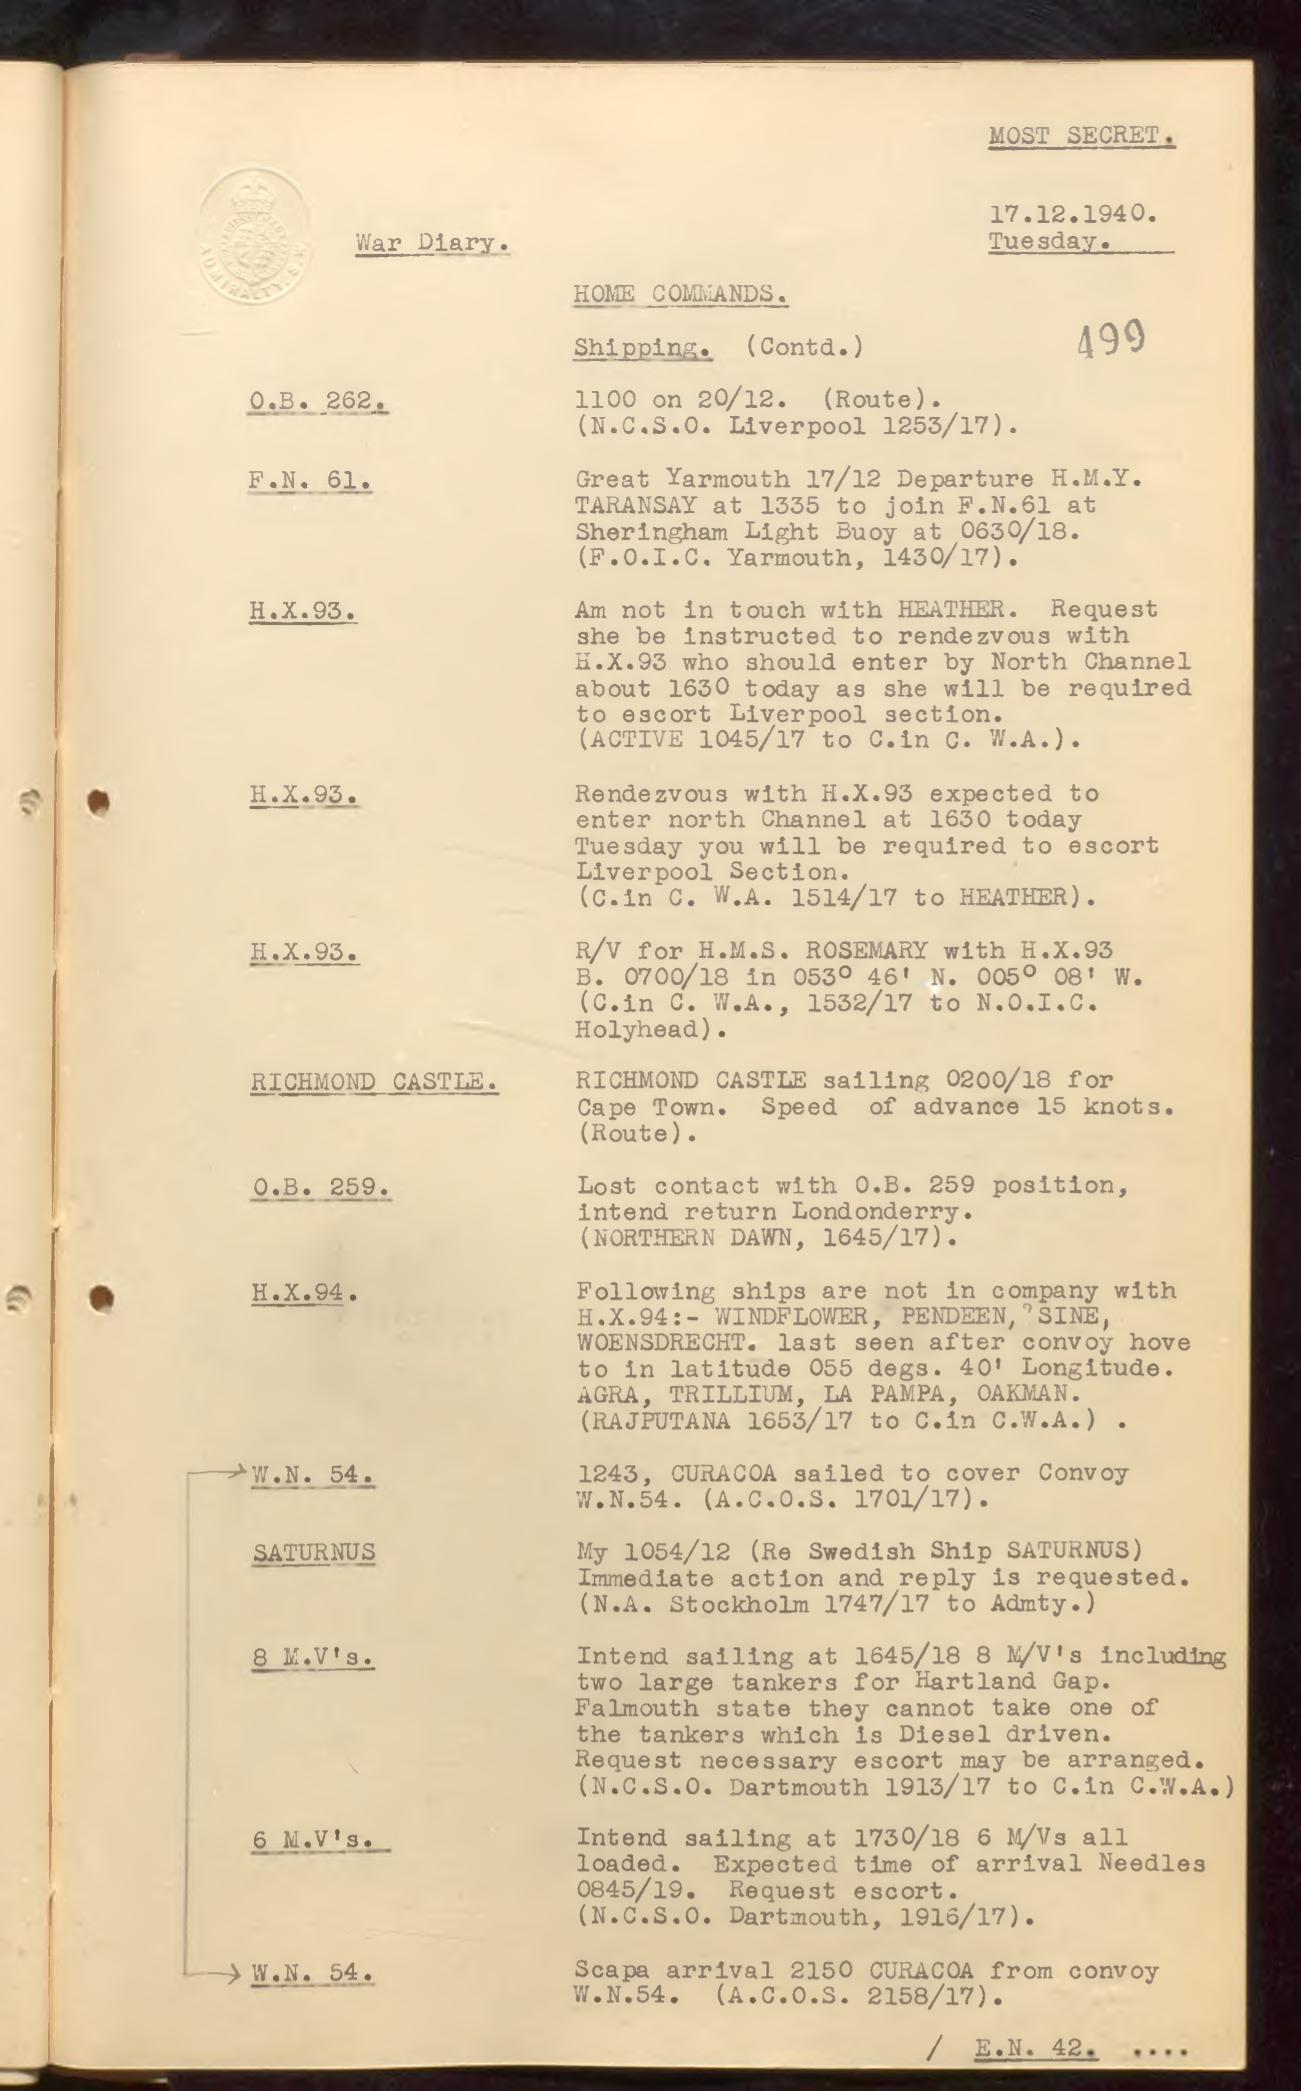 MOST SECRET.
17.12.1940.
Tuesday.
ADMIRALTY. S.W
War Diary.
HOME COMMANDS.
Shipping. (Contd.)
499
O.B. 262.
1100 on 20/12. (Route).
(N.C.S.O. Liverpool 1253/17).
F.N. 61.
Great Yarmouth 17/12 Departure H.M.Y.
TARANSAY at 1335 to join F.N.61 at
Sheringham Light Buoy at 0630/18.
(F.O.I.C. Yarmouth, 1430/17).
H.X.93.
Am not in touch with HEATHER. Request
she be instructed to rendezvous with
H.X.93 who should enter by North Channel
about 1630 today as she will be required
to escort Liverpool section.
(ACTIVE 1045/17 to C.in C. W.A.).
H.X.93.
Rendezvous with H.X.93 expected to
enter north Channel at 1630 today
Tuesday you will be required to escort
Liverpool Section.
(C.in C. W.A. 1514/17 to HEATHER).
H.X.93.
R/V for H.M.S. ROSEMARY with H.X.93
B. 0700/18 in 053° 46' N. 005° 08' W.
(C.in C. W.A., 1532/17 to N.O.I.C.
Holyhead).
RICHMOND CASTLE.
RICHMOND CASTLE sailing 0200/18 for
Cape Town. Speed of advance 15 knots.
(Route).
O.B. 259.
Lost contact with O.B. 259 position,
intend return Londonderry.
(NORTHERN DAWN, 1645/17).
H.X.94.
Following ships are not in company with
H.X.94:- WINDFLOWER, PENDEEN, ? SINE,
WOENSDRECHT. last seen after convoy hove
to in latitude 055 degs. 40' Longitude.
AGRA, TRILLIUM, LA PAMPA, OAKMAN.
(RAJPUTANA 1653/17 to C.in C.W.A.) .
W.N. 54.
1243, CURACOA sailed to cover Convoy
W.N.54. (A.C.O.S. 1701/17).
SATURNUS
My 1054/12 (Re Swedish Ship SATURNUS)
Immediate action and reply is requested.
(N.A. Stockholm 1747/17 to Admty.)
8 M.V's.
Intend sailing at 1645/18 8 M/V's including
two large tankers for Hartland Gap.
Falmouth state they cannot take one of
the tankers which is Diesel driven.
Request necessary escort may be arranged.
(N.C.S.O. Dartmouth 1913/17 to C.in C.W.A.)
6 M.V's.
Intend sailing at 1730/18 6 M/Vs all
loaded. Expected time of arrival Needles
0845/19. Request escort.
(N.C.S.O. Dartmouth, 1916/17).
W.N. 54.
Scapa arrival 2150 CURACOA from convoy
W.N.54. (A.C.O.S. 2158/17).
/ E.N. 42. ....